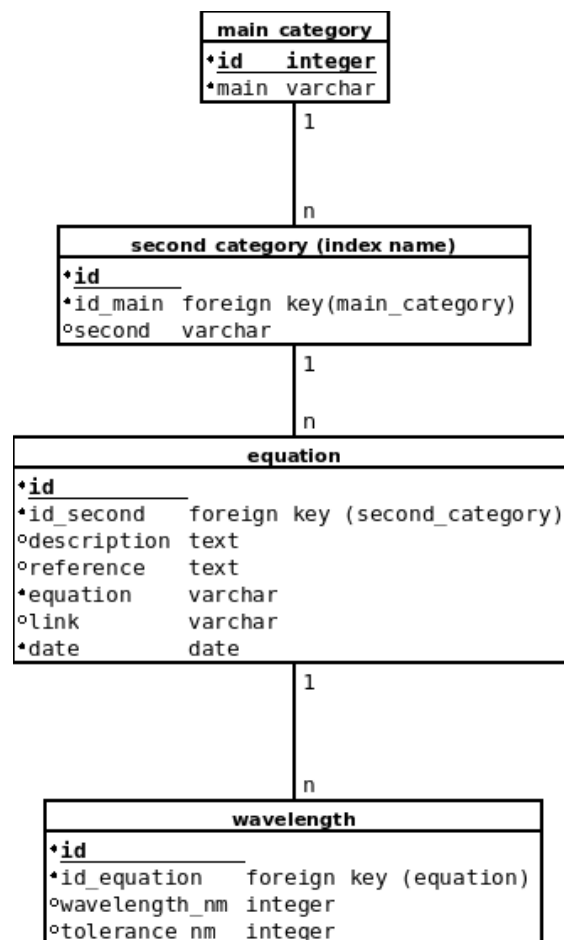 main category
id integer
main varchar
1
n
second category (index name)
id
id_main foreign key(main_category)
second varchar
1
n
equation
id
id_second foreign key (second_category)
description text
reference text
equation varchar
link varchar
date date
1
n
wavelength
id
id_equation foreign key (equation)
wavelength_nm integer
tolerance_nm integer